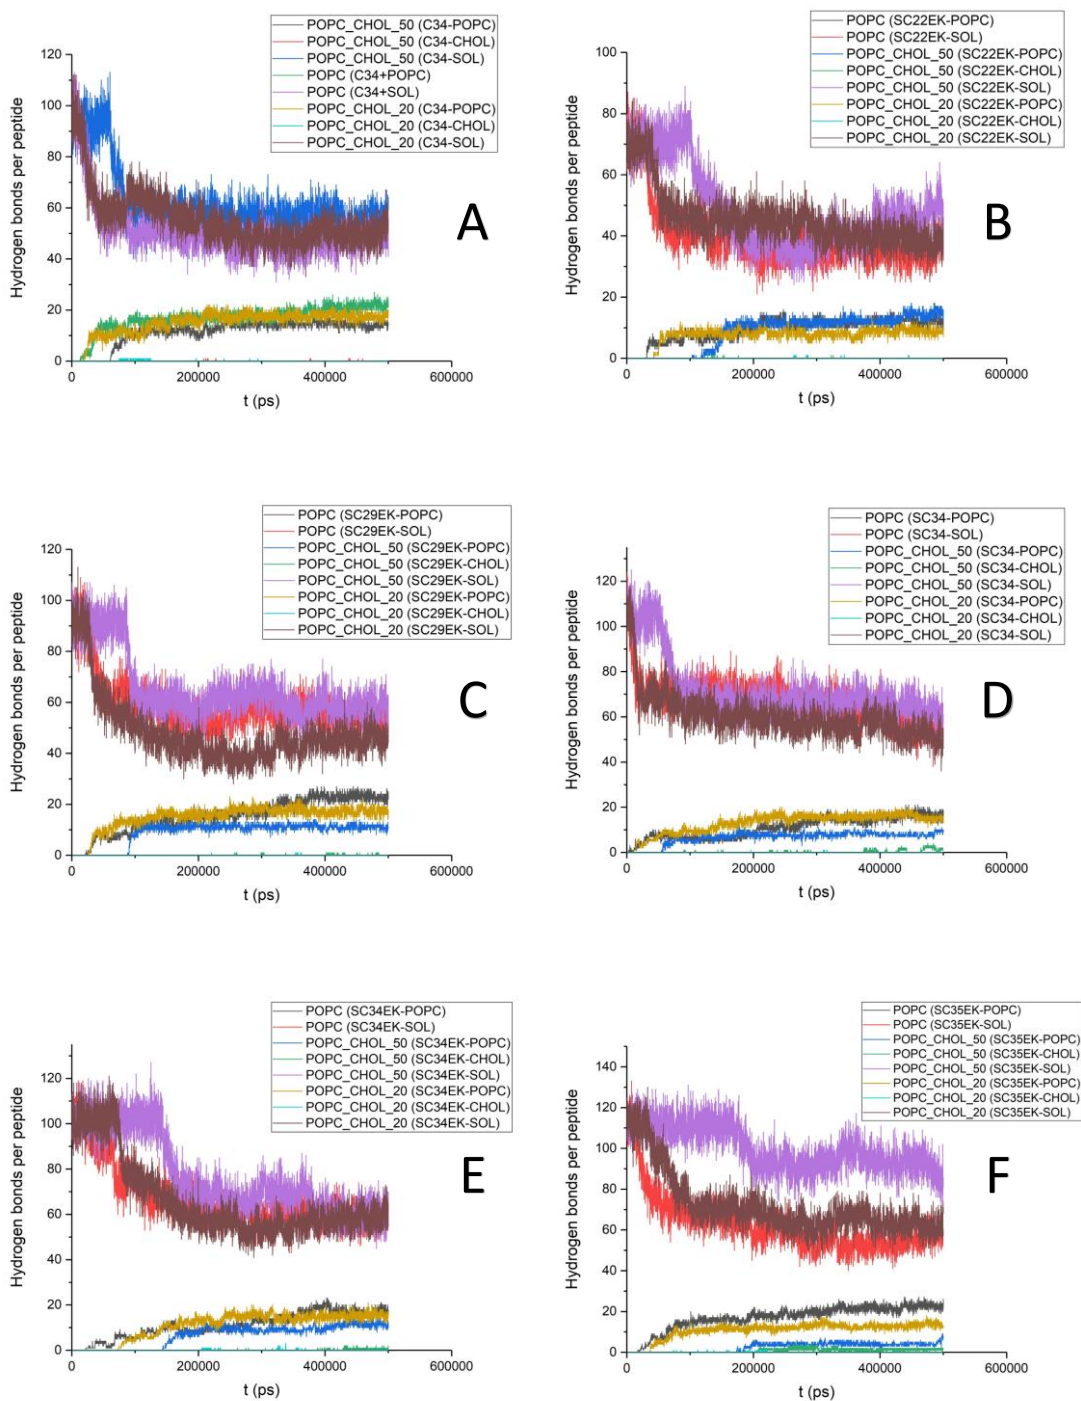 POPC_CHOL_50 (C34-POPC)
POPC_CHOL_50 (C34-CHOL)
POPC_CHOL_50 (C34-SOL)
POPC (C34+POPC)
POPC (C34+SOL)
POPC_CHOL_20 (C34-POPC)
POPC_CHOL_20 (C34-CHOL)
POPC_CHOL_20 (C34-SOL)
Hydrogen bonds per peptide
120
100
80
60
40
20
0
A
0 200000 400000 600000
t (ps)
POPC (SC22EK-POPC)
POPC (SC22EK-SOL)
POPC_CHOL_50 (SC22EK-POPC)
POPC_CHOL_50 (SC22EK-CHOL)
POPC_CHOL_50 (SC22EK-SOL)
POPC_CHOL_20 (SC22EK-POPC)
POPC_CHOL_20 (SC22EK-CHOL)
POPC_CHOL_20 (SC22EK-SOL)
Hydrogen bonds per peptide
100
80
60
40
20
0
B
0 200000 400000 600000
t (ps)
POPC (SC29EK-POPC)
POPC (SC29EK-SOL)
POPC_CHOL_50 (SC29EK-POPC)
POPC_CHOL_50 (SC29EK-CHOL)
POPC_CHOL_50 (SC29EK-SOL)
POPC_CHOL_20 (SC29EK-POPC)
POPC_CHOL_20 (SC29EK-CHOL)
POPC_CHOL_20 (SC29EK-SOL)
Hydrogen bonds per peptide
120
100
80
60
40
20
0
C
0 200000 400000 600000
t (ps)
POPC (SC34-POPC)
POPC (SC34-SOL)
POPC_CHOL_50 (SC34-POPC)
POPC_CHOL_50 (SC34-CHOL)
POPC_CHOL_50 (SC34-SOL)
POPC_CHOL_20 (SC34-POPC)
POPC_CHOL_20 (SC34-CHOL)
POPC_CHOL_20 (SC34-SOL)
Hydrogen bonds per peptide
120
100
80
60
40
20
0
D
0 200000 400000 600000
t (ps)
POPC (SC34EK-POPC)
POPC (SC34EK-SOL)
POPC_CHOL_50 (SC34EK-POPC)
POPC_CHOL_50 (SC34EK-CHOL)
POPC_CHOL_50 (SC34EK-SOL)
POPC_CHOL_20 (SC34EK-POPC)
POPC_CHOL_20 (SC34EK-CHOL)
POPC_CHOL_20 (SC34EK-SOL)
Hydrogen bonds per peptide
120
100
80
60
40
20
0
E
0 200000 400000 600000
t (ps)
POPC (SC35EK-POPC)
POPC (SC35EK-SOL)
POPC_CHOL_50 (SC35EK-POPC)
POPC_CHOL_50 (SC35EK-CHOL)
POPC_CHOL_50 (SC35EK-SOL)
POPC_CHOL_20 (SC35EK-POPC)
POPC_CHOL_20 (SC35EK-CHOL)
POPC_CHOL_20 (SC35EK-SOL)
Hydrogen bonds per peptide
140
120
100
80
60
40
20
0
F
0 200000 400000 600000
t (ps)